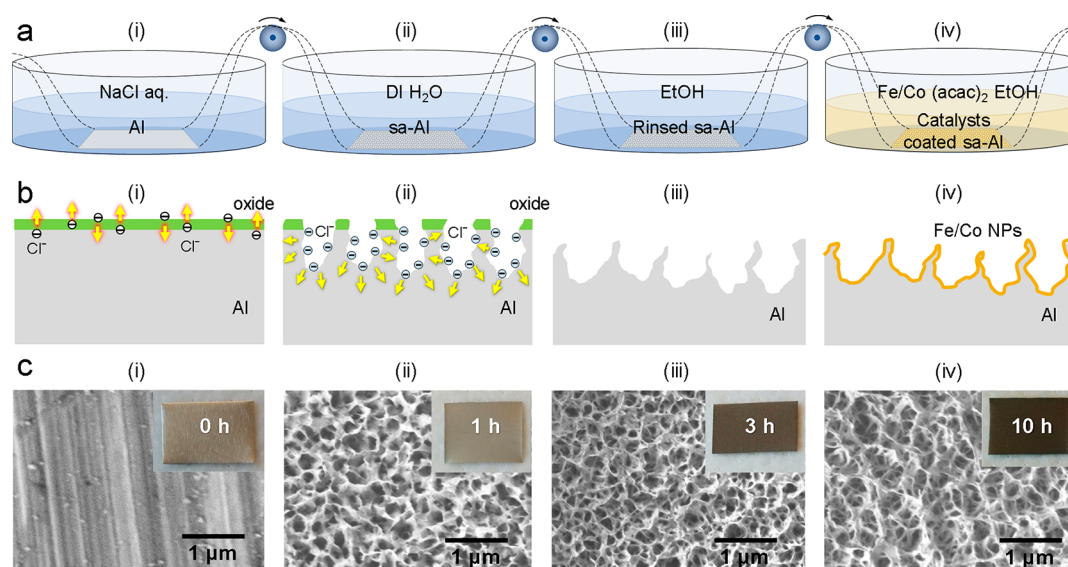 a
(i)
(ii)
(iii)
(iv)
NaCl aq.
DI H₂O
EtOH
Fe/Co (acac)₂ EtOH
Al
sa-Al
Rinsed sa-Al
Catalysts
coated sa-Al
b
(i)
(ii)
(iii)
(iv)
oxide
oxide
Fe/Co NPs
Cl⁻
Cl⁻
Cl⁻
Cl⁻
Al
Al
Al
Al
c
(i)
(ii)
(iii)
(iv)
0 h
1 h
3 h
10 h
1 µm
1 µm
1 µm
1 µm